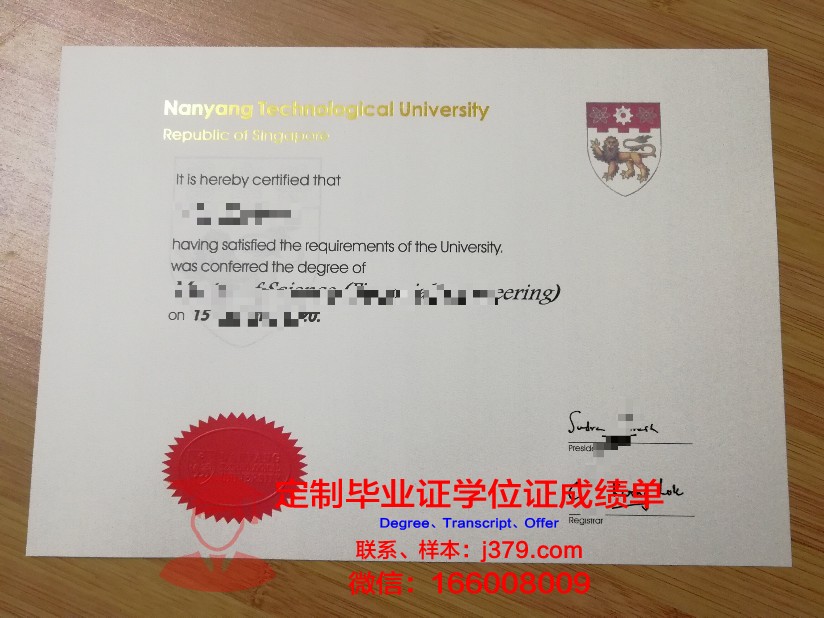 Nanyang Technological University
Republic of Singapore
It is hereby certified that
having satisfied the requirements of the University,
was conferred the degree of
(Financial Engineering)
on 15
President
Registrar
定制毕业证学位证成绩单
Degree、Transcript、Offer
联系、样本：j379.com
微信：166008009